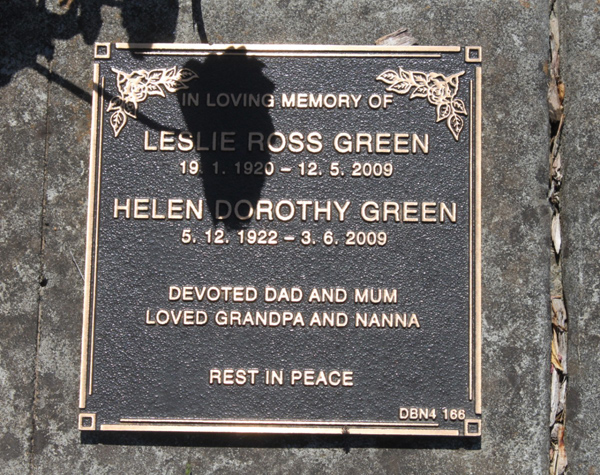 IN LOVING MEMORY OF
LESLIE ROSS GREEN
19. 1. 1920 – 12. 5. 2009
HELEN DOROTHY GREEN
5. 12. 1922 – 3. 6. 2009
DEVOTED DAD AND MUM
LOVED GRANDPA AND NANNA
REST IN PEACE
DBN4 166